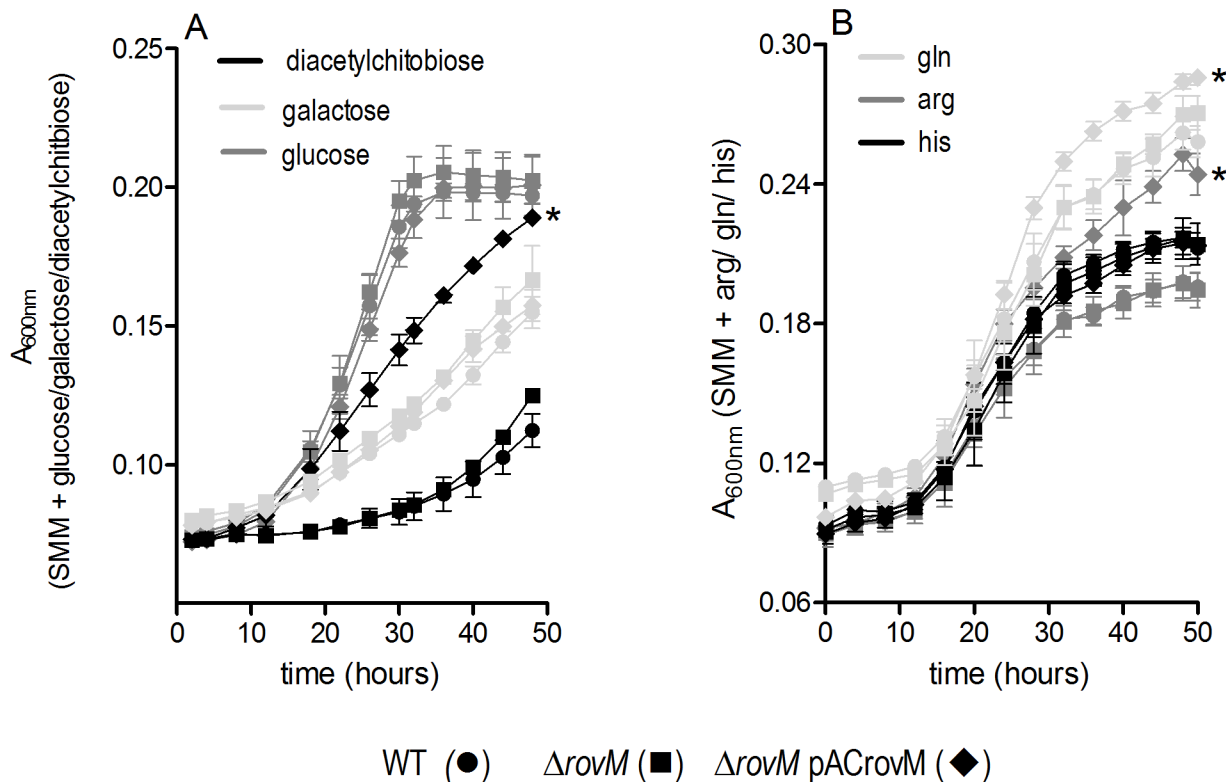 A
0.25
0.20
0.15
0.10
A600nm
(SMM + glucose/galactose/diacetylchitbiose)
diacetylchitobiose
galactose
glucose
*
0 10 20 30 40 50
time (hours)
B
0.30
0.24
0.18
0.12
0.06
A600nm (SMM + arg/ gln/ his)
gln
arg
his
*
*
0 10 20 30 40 50
time (hours)
WT (●) ΔrovM (■) ΔrovM pACrovM (◆)